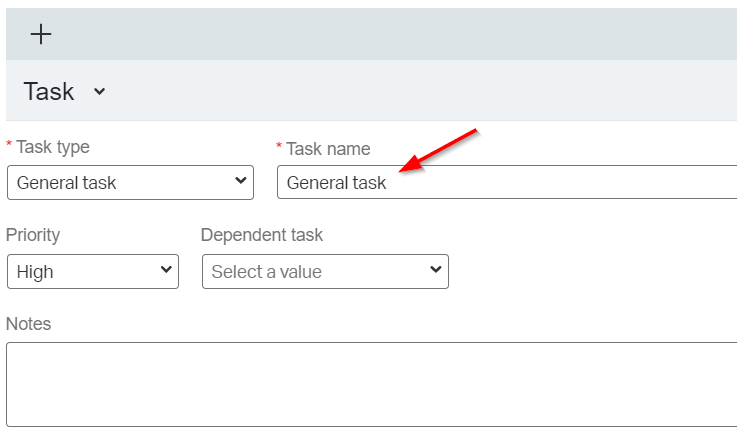 Task
* Task type
* Task name
General task
General task
Priority
Dependent task
High
Select a value
Notes